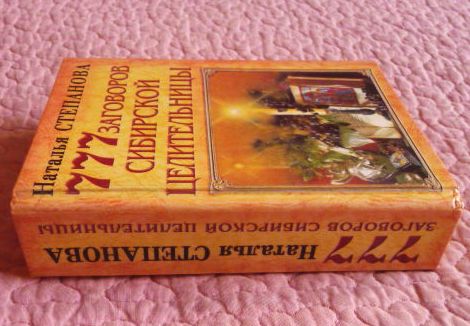 Наталья СТЕПАНОВА
777 ЗАГОВОРОВ
СИБИРСКОЙ
ЦЕЛИТЕЛЬНИЦЫ
Наталья СТЕПАНОВА
777
ЗАГОВОРОВ СИБИРСКОЙ ЦЕЛИТЕЛЬНИЦЫ